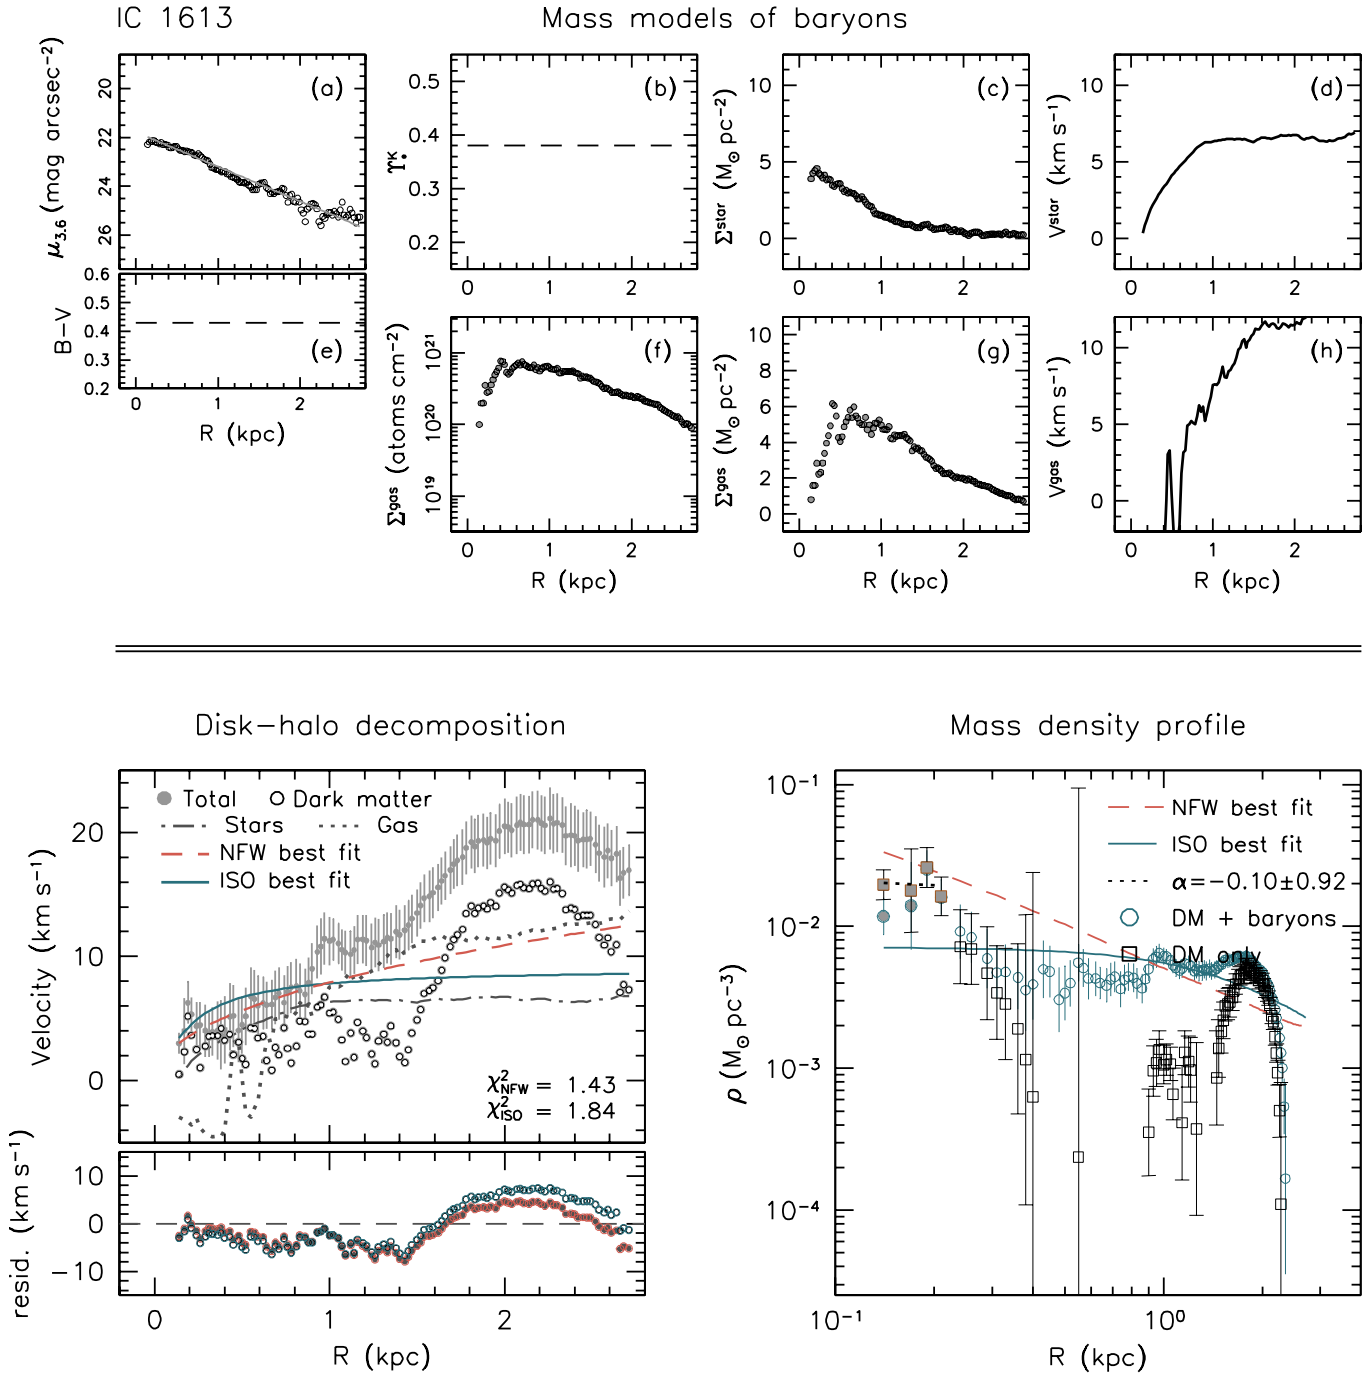 IC 1613
Mass models of baryons
μ3.6 (mag arcsec−2)
20
22
24
26
(a)
ϒ⋆K
0.5
0.4
0.3
0.2
(b)
0 1 2
Σstar (M⊙ pc−2)
10
5
0
(c)
0 1 2
Vstar (km s−1)
10
5
0
(d)
0 1 2
B−V
0.6
0.5
0.4
0.3
0.2
(e)
0 1 2
R (kpc)
Σgas (atoms cm−2)
10²¹
10²⁰
10¹⁹
(f)
0 1 2
R (kpc)
Σgas (M⊙ pc−2)
10
8
6
4
2
0
(g)
0 1 2
R (kpc)
Vgas (km s−1)
10
5
0
(h)
0 1 2
R (kpc)
Disk−halo decomposition
Velocity (km s−1)
20
10
0
Total Dark matter
Stars Gas
NFW best fit
ISO best fit
χ²NFW = 1.43
χ²ISO = 1.84
resid. (km s−1)
10
0
−10
0 1 2
R (kpc)
Mass density profile
ρ (M⊙ pc−3)
10−1
10−2
10−3
10−4
NFW best fit
ISO best fit
α=−0.10±0.92
DM + baryons
DM only
10−1 10⁰
R (kpc)